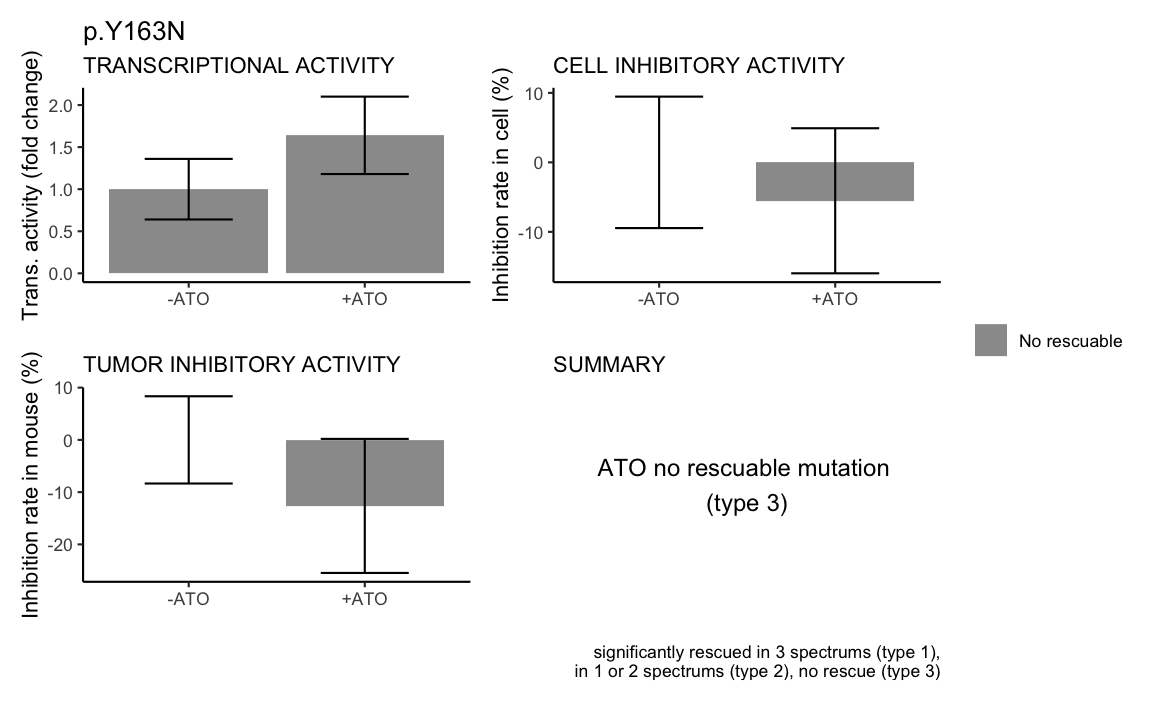 p.Y163N
TRANSCRIPTIONAL ACTIVITY
Trans. activity (fold change)
2.0
1.5
1.0
0.5
0.0
-ATO
+ATO
CELL INHIBITORY ACTIVITY
Inhibition rate in cell (%)
10
0
-10
-ATO
+ATO
No rescuable
TUMOR INHIBITORY ACTIVITY
Inhibition rate in mouse (%)
10
0
-10
-20
-ATO
+ATO
SUMMARY
ATO no rescuable mutation
(type 3)
significantly rescued in 3 spectrums (type 1),
in 1 or 2 spectrums (type 2), no rescue (type 3)